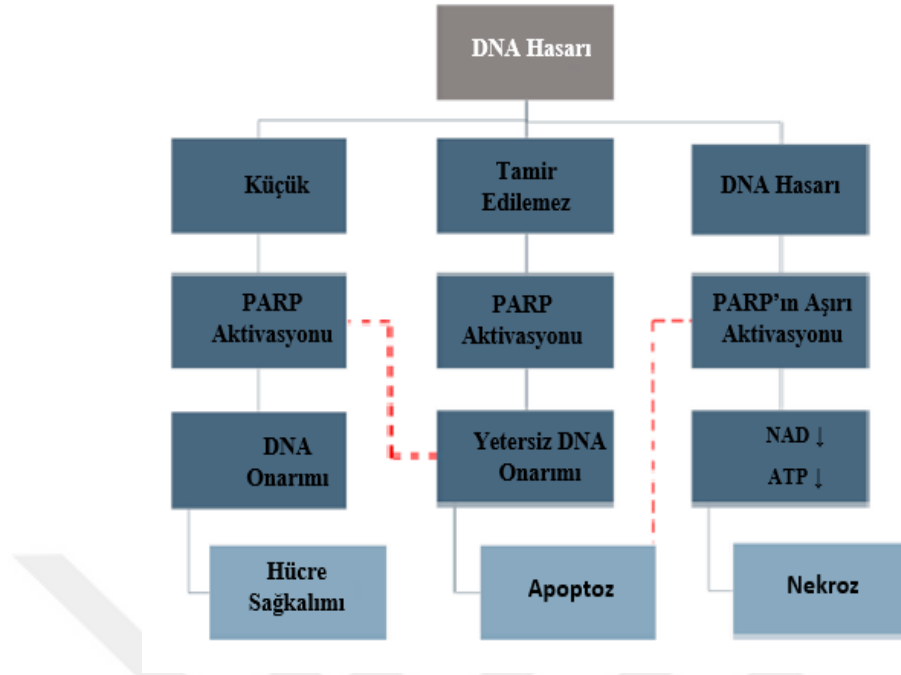 DNA Hasarı
Küçük
Tamir
Edilemez
DNA Hasarı
PARP
Aktivasyonu
PARP
Aktivasyonu
PARP’ın Aşırı
Aktivasyonu
DNA
Onarımı
Yetersiz DNA
Onarımı
NAD ↓
ATP ↓
Hücre
Sağkalımı
Apoptoz
Nekroz